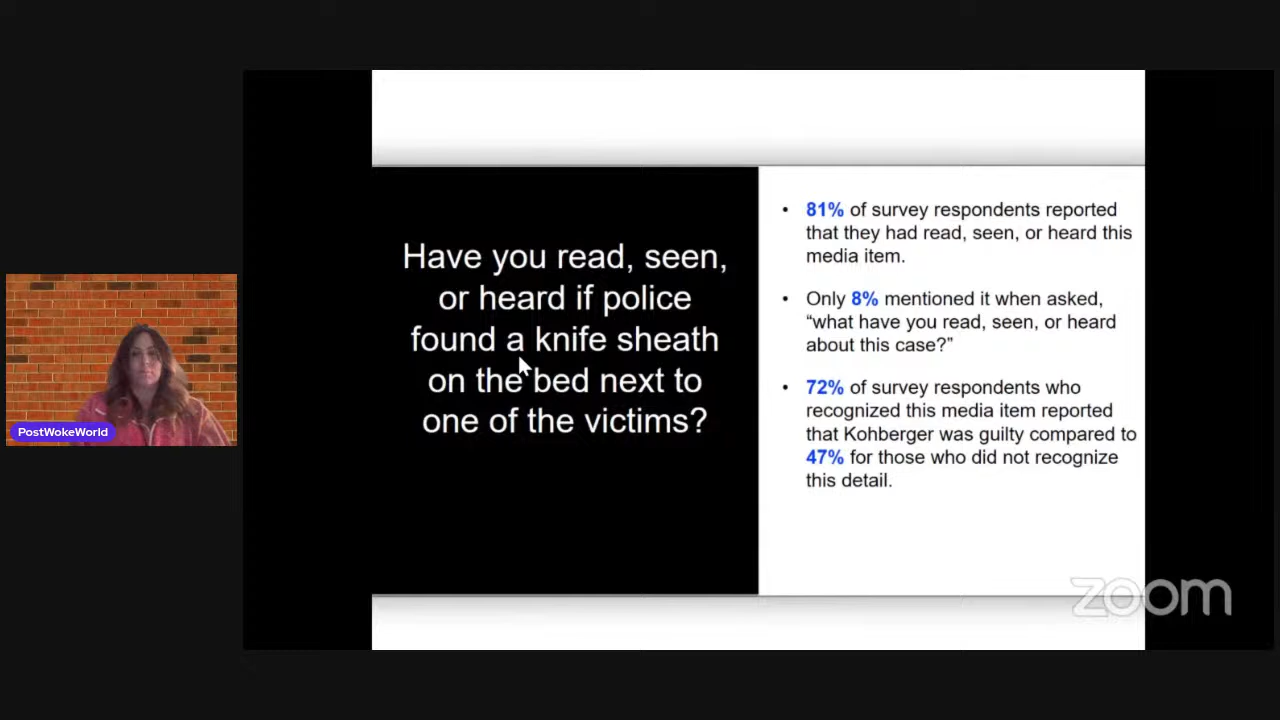 PostWokeWorld
Have you read, seen,
or heard if police
found a knife sheath
on the bed next to
one of the victims?
• 81% of survey respondents reported
that they had read, seen, or heard this
media item.
• Only 8% mentioned it when asked,
“what have you read, seen, or heard
about this case?”
• 72% of survey respondents who
recognized this media item reported
that Kohberger was guilty compared to
47% for those who did not recognize
this detail.
zoom